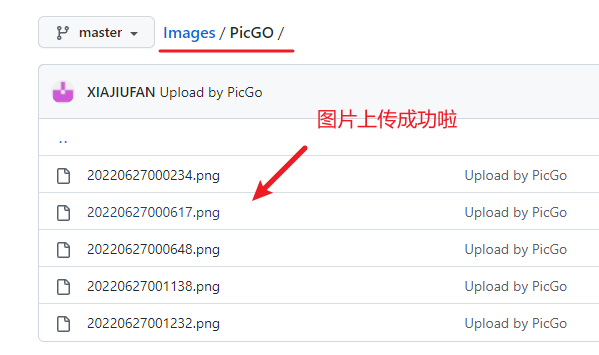 master Images / PicGO /
XIAJIUFAN Upload by PicGo
图片上传成功啦
..
20220627000234.png Upload by PicGo
20220627000617.png Upload by PicGo
20220627000648.png Upload by PicGo
20220627001138.png Upload by PicGo
20220627001232.png Upload by PicGo